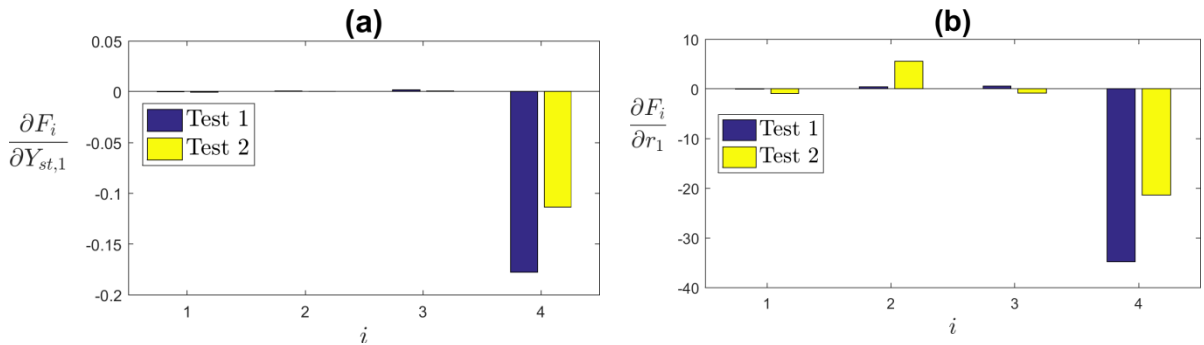 (a)
0.05
0
-0.05
-0.1
-0.15
-0.2
∂F_i
∂Y_{st,1}
Test 1
Test 2
1 2 3 4
i
(b)
10
0
-10
-20
-30
-40
∂F_i
∂r_1
Test 1
Test 2
1 2 3 4
i